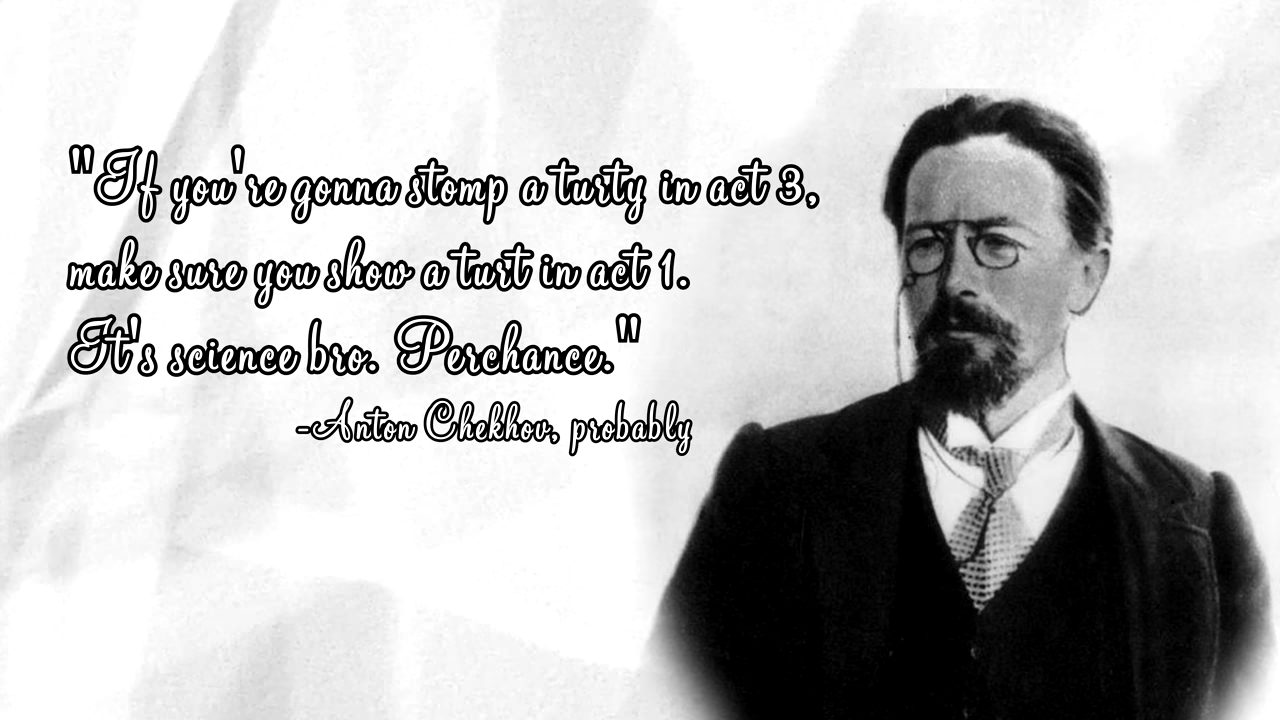 "If you're gonna stomp a turty in act 3,
make sure you show a turt in act 1.
It's science bro. Perchance."
-Anton Chekhov, probably